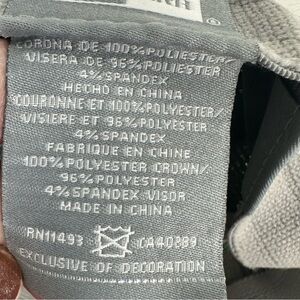 ®
CORONA DE 100% POLIESTER/
VISERA DE 96% POLIESTER/
4% SPANDEX
HECHO EN CHINA
COURONNE ET 100% POLYESTER/
VISIERE ET 96% POLYESTER
4% SPANDEX
FABRIQUE EN CHINE
100% POLYESTER CROWN/
96% POLYESTER
4% SPANDEX VISOR
MADE IN CHINA
RN11493 CA40289
EXCLUSIVE OF DECORATION